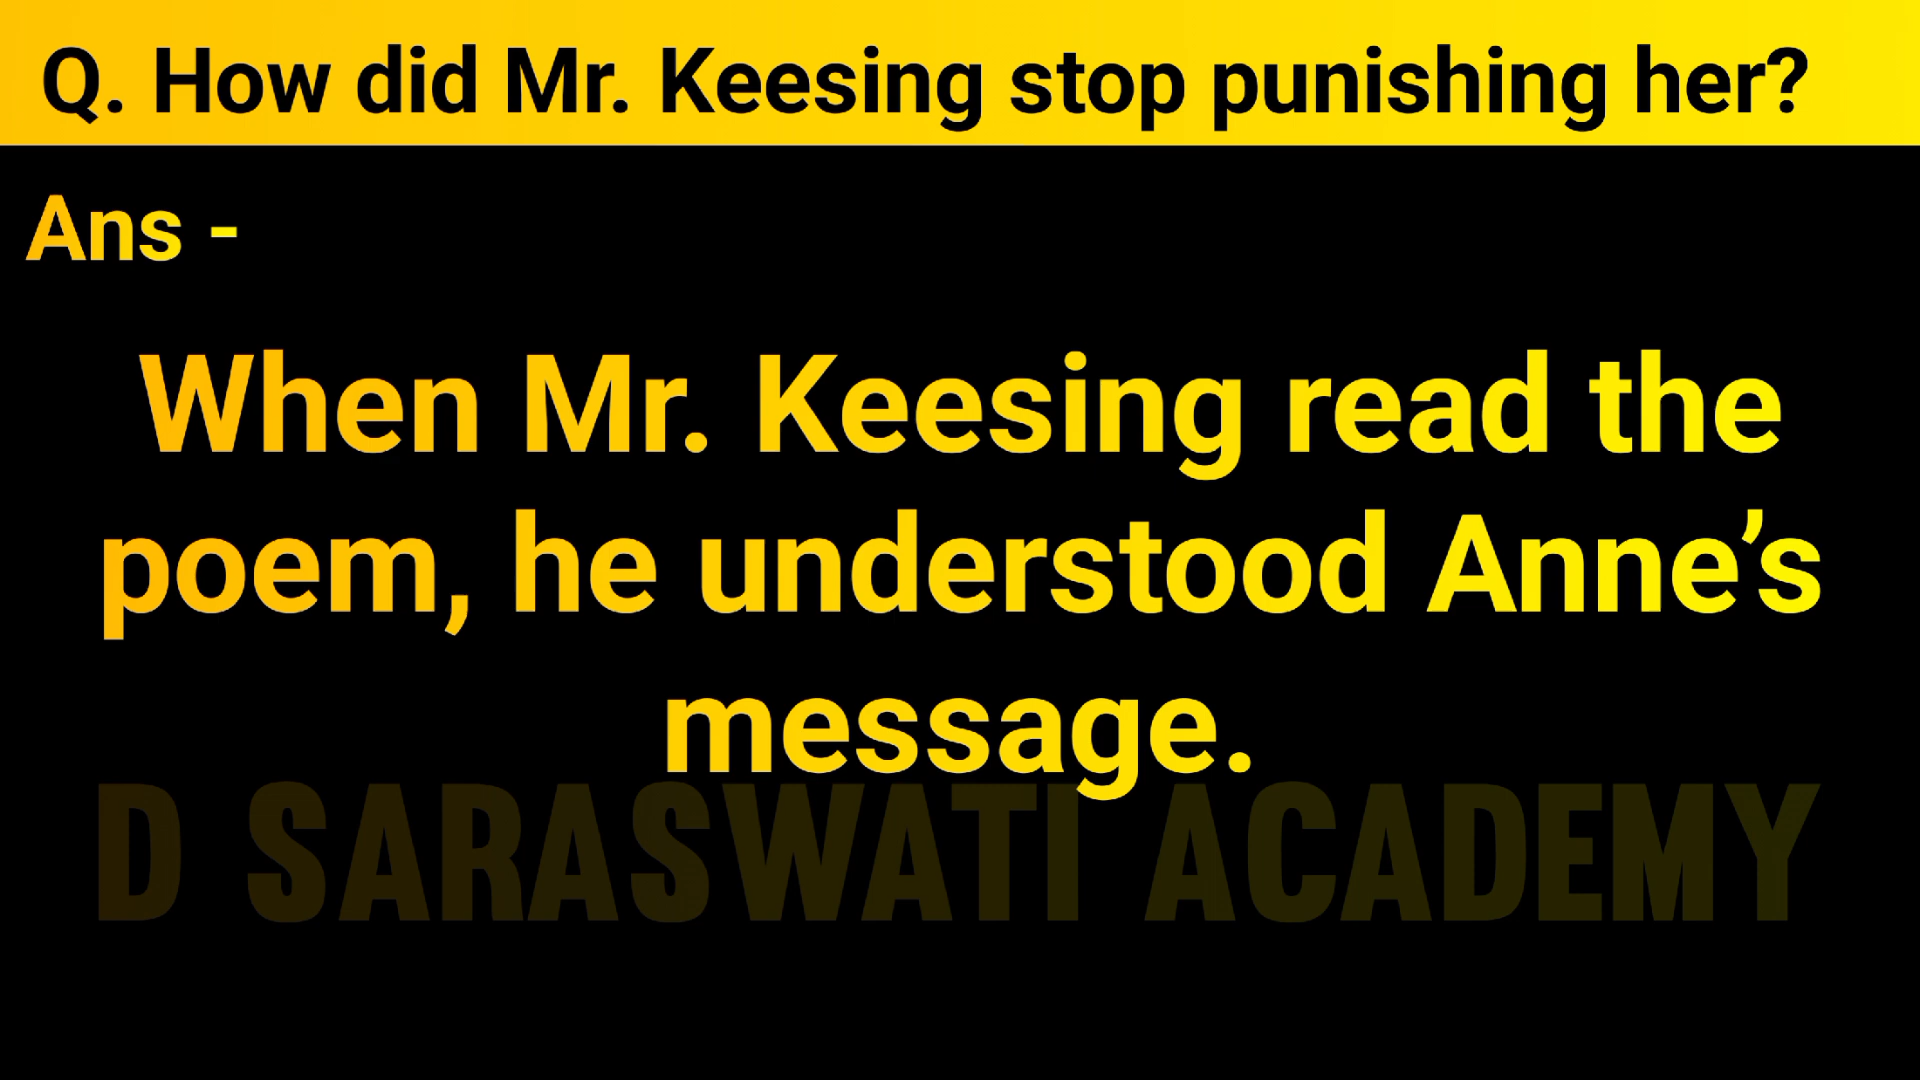 Q. How did Mr. Keesing stop punishing her?
Ans -
When Mr. Keesing read the
poem, he understood Anne’s
message.
D SARASWATI ACADEMY